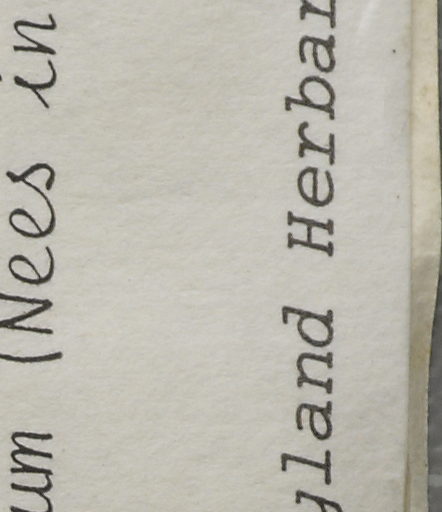 um (Nees in
yland Herbar